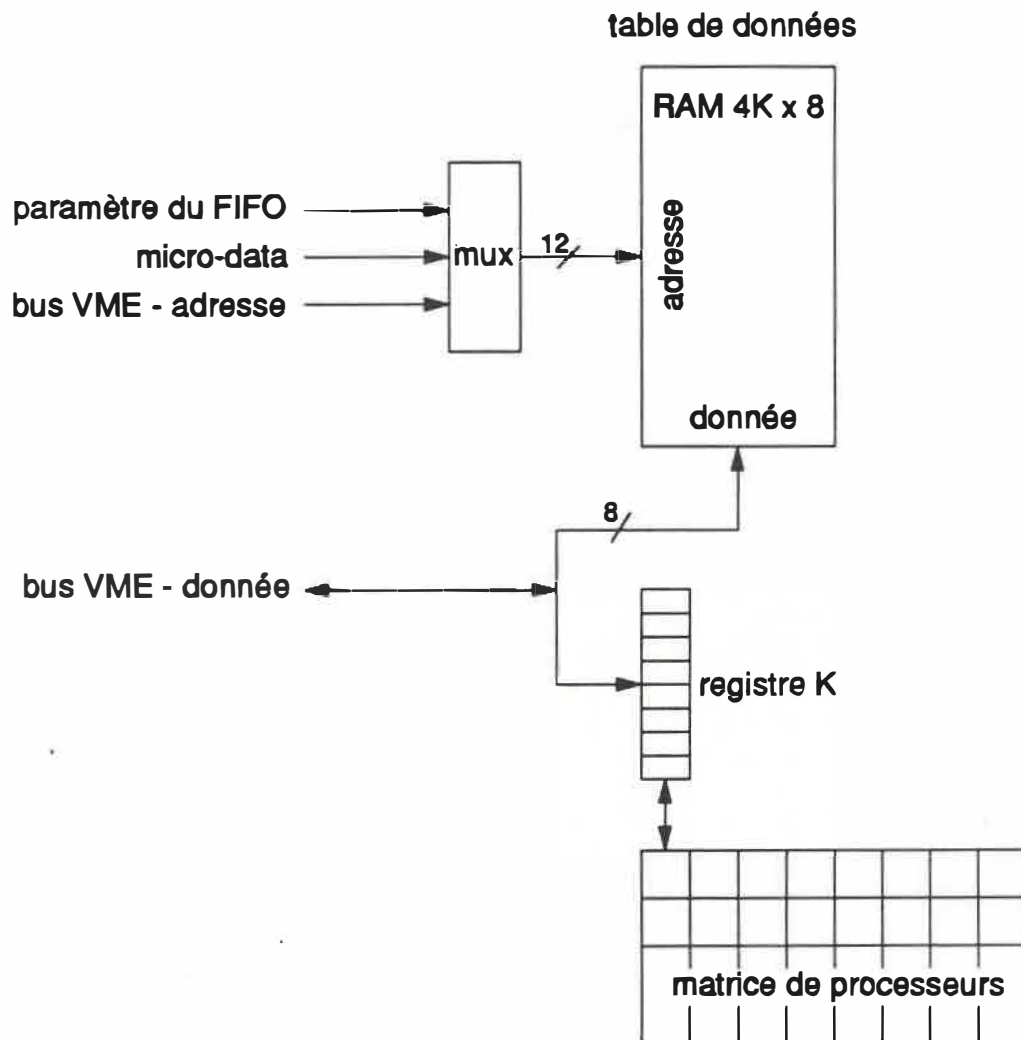 table de données
RAM 4K x 8
adresse
paramètre du FIFO
micro-data
bus VME - adresse
mux
12
donnée
8
bus VME - donnée
registre K
matrice de processeurs